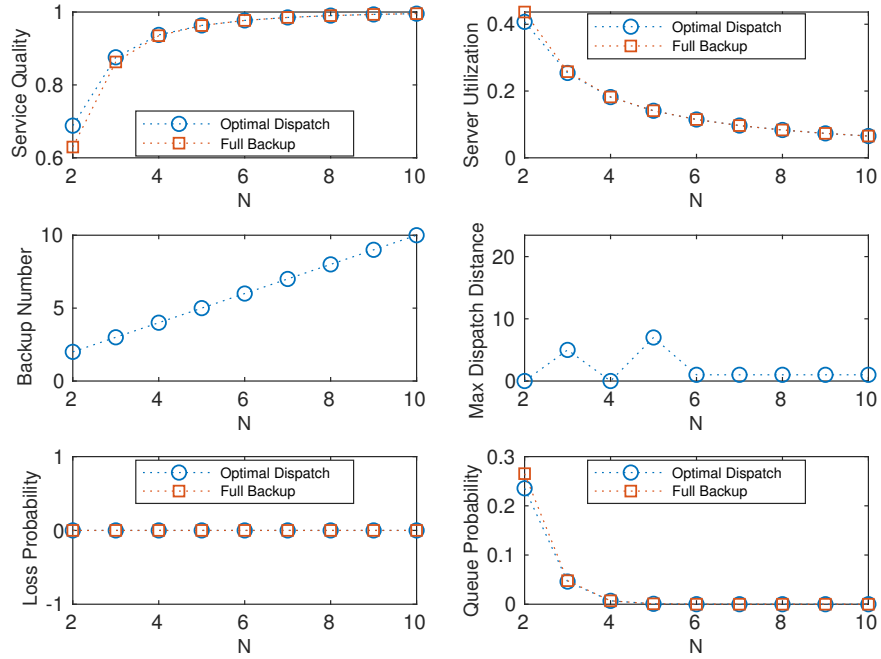 Service Quality
1
0.8
0.6
2
4
6
8
10
N
Optimal Dispatch
Full Backup
Server Utilization
0.4
0.2
0
2
4
6
8
10
N
Optimal Dispatch
Full Backup
Backup Number
10
5
0
2
4
6
8
10
N
Max Dispatch Distance
20
10
0
2
4
6
8
10
N
Loss Probability
1
0
-1
2
4
6
8
10
N
Optimal Dispatch
Full Backup
Queue Probability
0.3
0.2
0.1
0
2
4
6
8
10
N
Optimal Dispatch
Full Backup